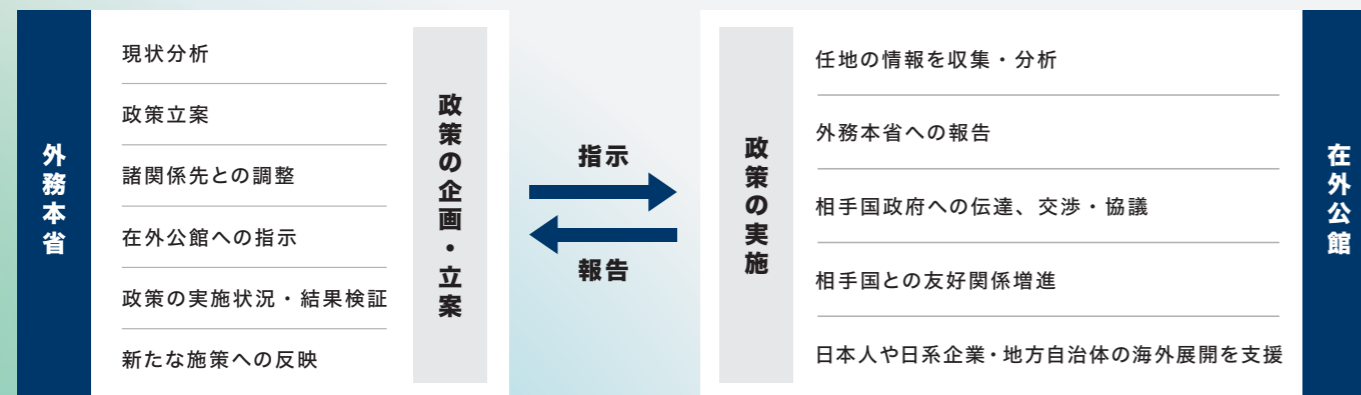 外務本省
現状分析
政策立案
諸関係先との調整
在外公館への指示
政策の実施状況・結果検証
新たな施策への反映
政策の企画・立案
指示
報告
政策の実施
任地の情報を収集・分析
外務本省への報告
相手国政府への伝達、交渉・協議
相手国との友好関係増進
日本人や日系企業・地方自治体の海外展開を支援
在外公館